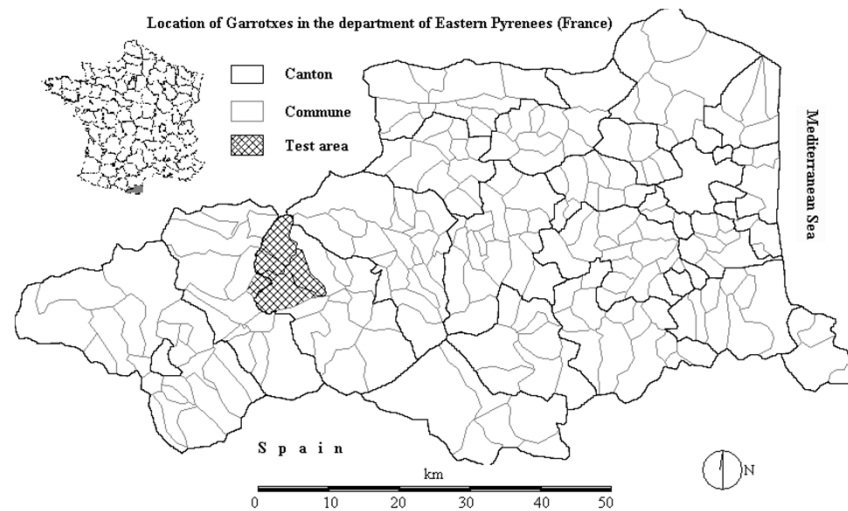 Location of Garrotxes in the department of Eastern Pyrenees (France)
Canton
Commune
Test area
Mediterranean Sea
Spain
km
0 10 20 30 40 50
N